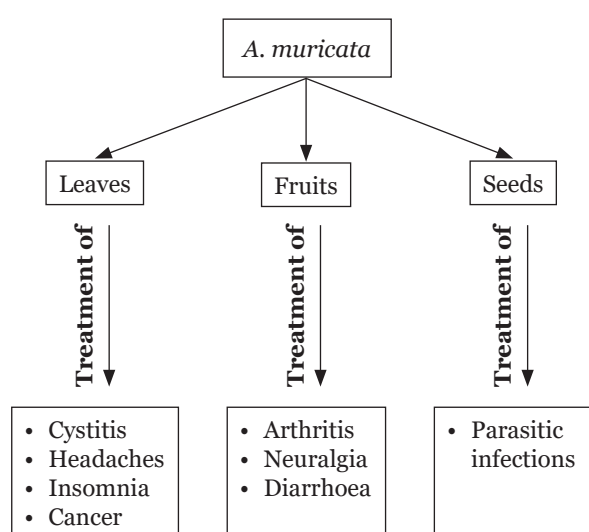 A. muricata
Leaves
Fruits
Seeds
Treatment of
Treatment of
Treatment of
• Cystitis
• Headaches
• Insomnia
• Cancer
• Arthritis
• Neuralgia
• Diarrhoea
• Parasitic
infections